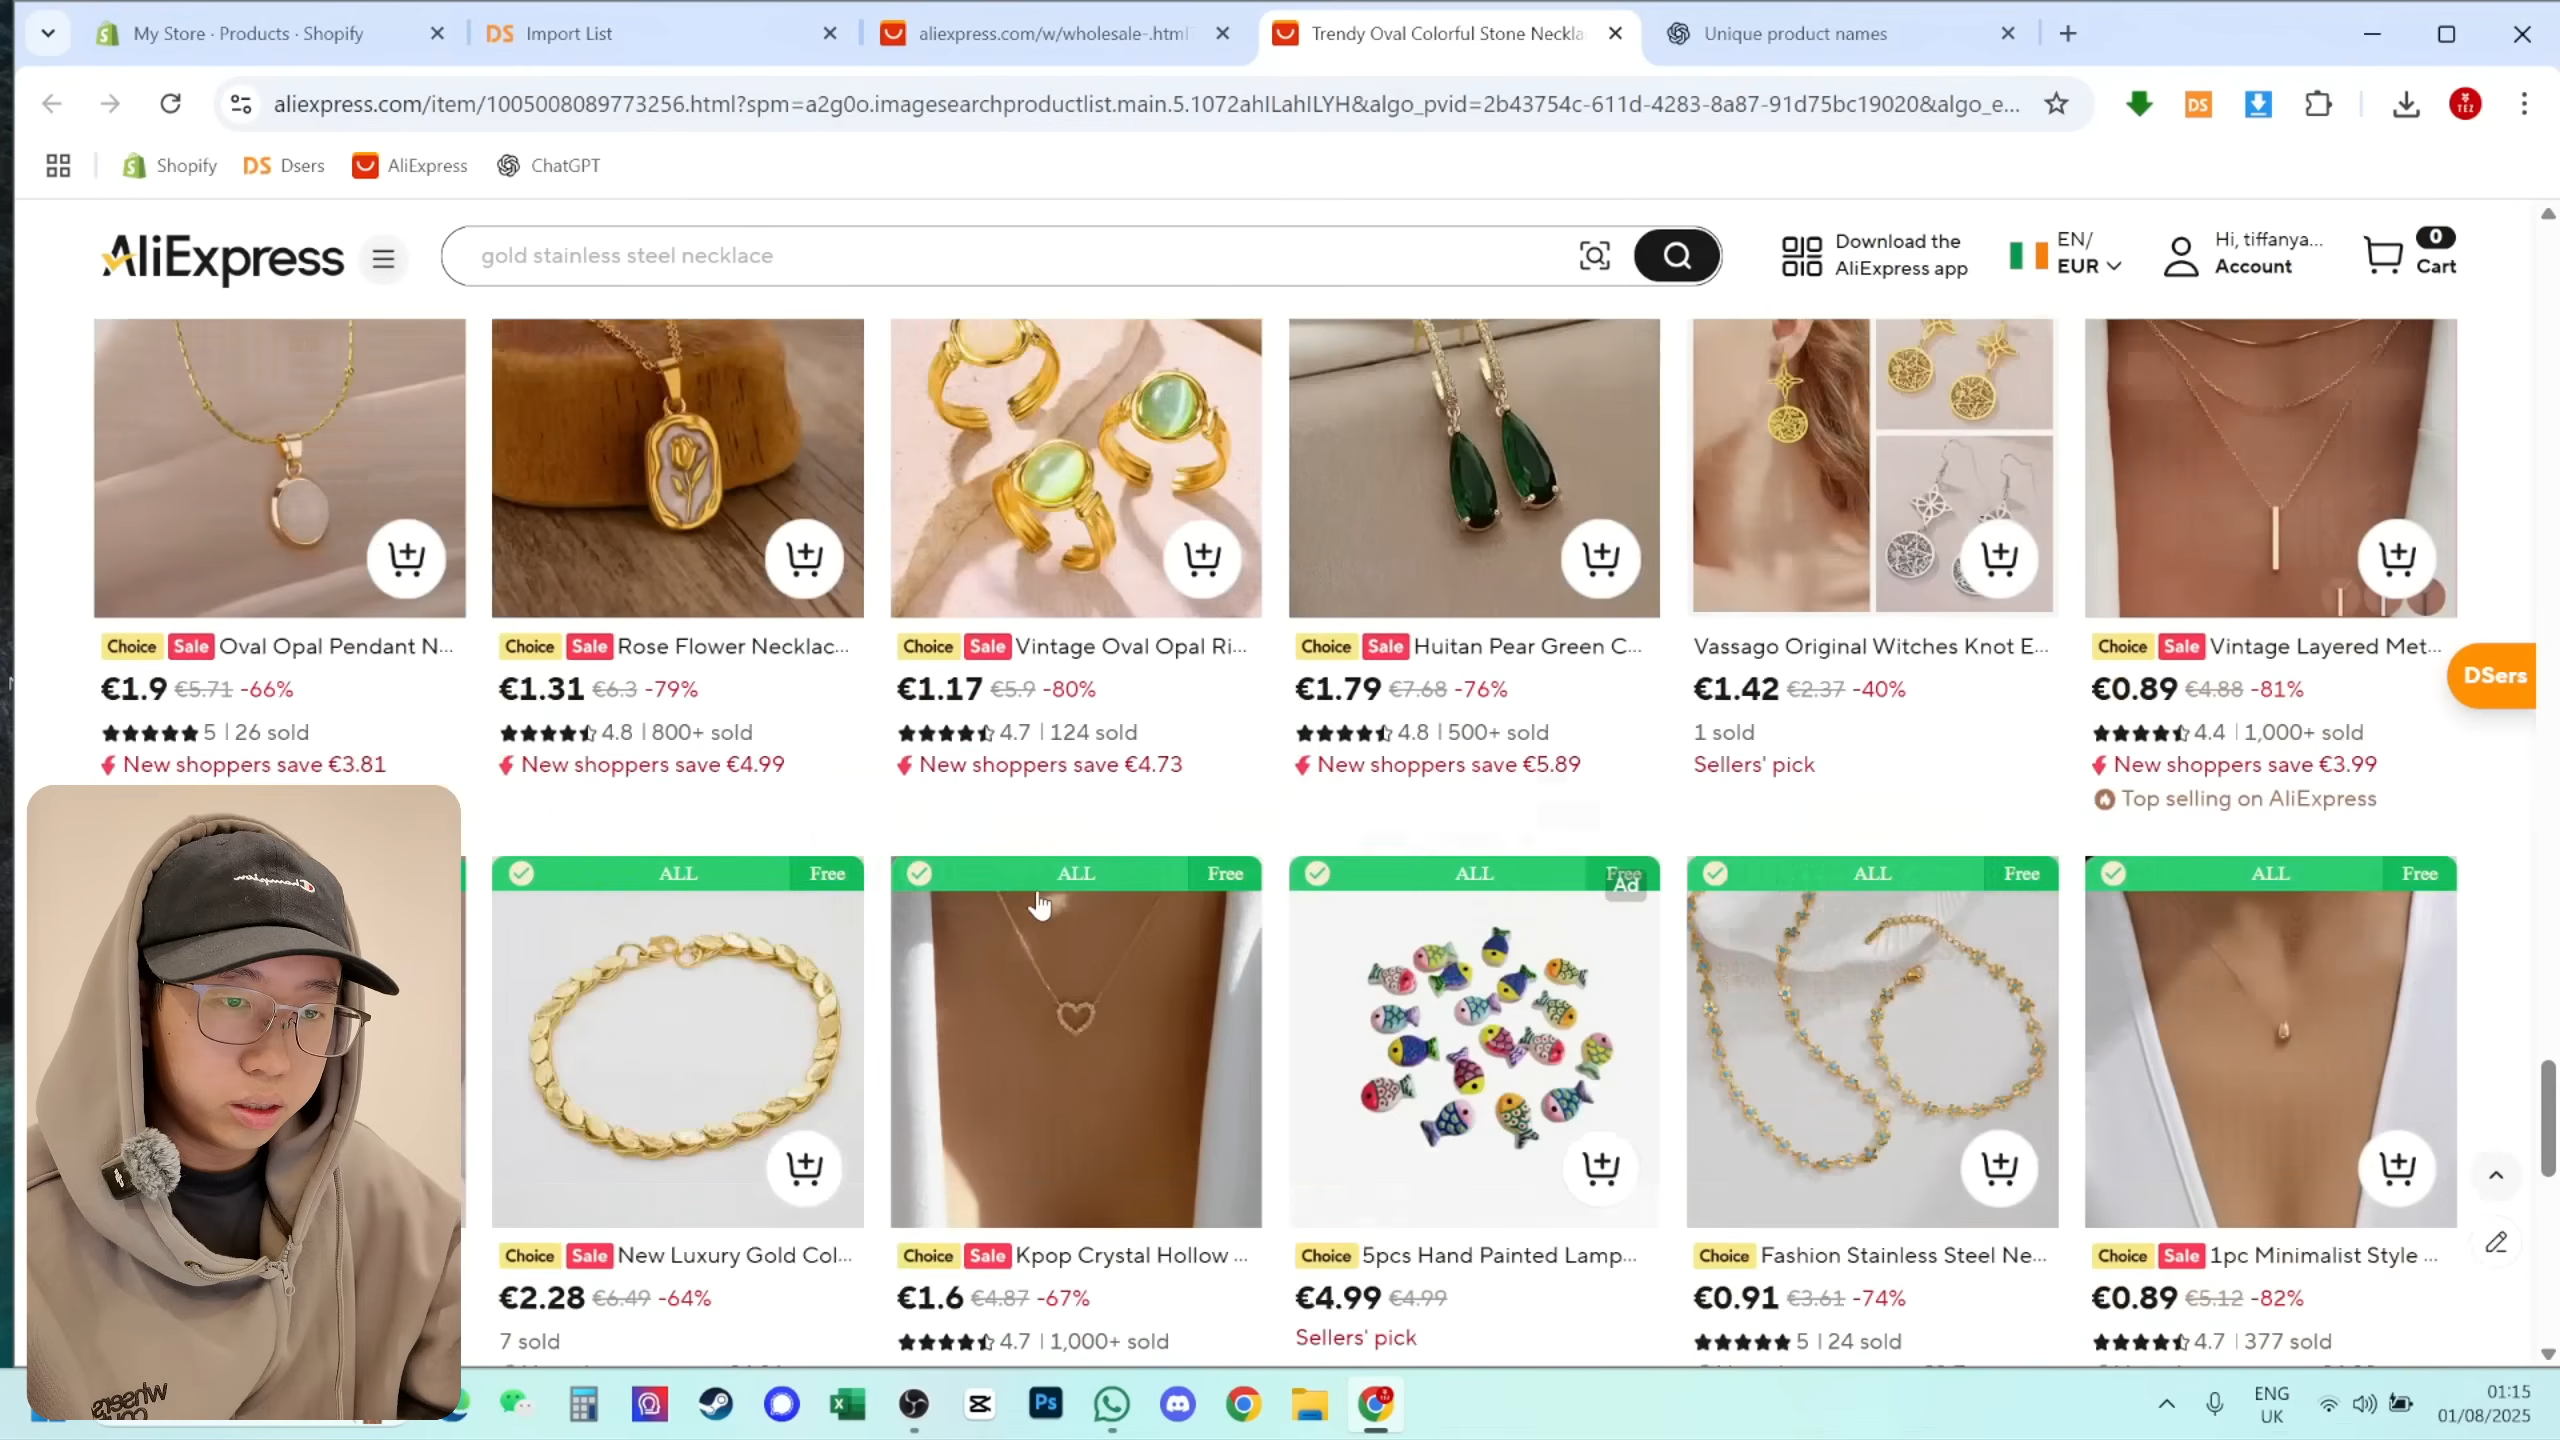 My Store · Products · Shopify
DS Import List
aliexpress.com/w/wholesale-.html
Trendy Oval Colorful Stone Neckla
Unique product names
aliexpress.com/item/1005008089773256.html?spm=a2g0o.imagesearchproductlist.main.5.1072ahILahILYH&algo_pvid=2b43754c-611d-4283-8a87-91d75bc19020&algo_e...
DS
TEZ
Shopify
DS Dsers
AliExpress
ChatGPT
AliExpress
gold stainless steel necklace
Download the
AliExpress app
EN/
EUR
Hi, tiffanya...
Account
0
Cart
Choice Sale Oval Opal Pendant N...
€1.9 €5.71 -66%
5 | 26 sold
New shoppers save €3.81
Choice Sale Rose Flower Necklac...
€1.31 €6.3 -79%
4.8 | 800+ sold
New shoppers save €4.99
Choice Sale Vintage Oval Opal Ri...
€1.17 €5.9 -80%
4.7 | 124 sold
New shoppers save €4.73
Choice Sale Huitan Pear Green C...
€1.79 €7.68 -76%
4.8 | 500+ sold
New shoppers save €5.89
Vassago Original Witches Knot E...
€1.42 €2.37 -40%
1 sold
Sellers' pick
Choice Sale Vintage Layered Met...
€0.89 €4.88 -81%
4.4 | 1,000+ sold
New shoppers save €3.99
Top selling on AliExpress
DSers
ALL Free
ALL Free
ALL Free
Ad
ALL Free
ALL Free
Choice Sale New Luxury Gold Col...
€2.28 €6.49 -64%
7 sold
Choice Sale Kpop Crystal Hollow ...
€1.6 €4.87 -67%
4.7 | 1,000+ sold
Choice 5pcs Hand Painted Lamp...
€4.99 €4.99
Sellers' pick
Choice Fashion Stainless Steel Ne...
€0.91 €3.61 -74%
5 | 24 sold
Choice Sale 1pc Minimalist Style ...
€0.89 €5.12 -82%
4.7 | 377 sold
Champion
Ps
ENG
UK
01:15
01/08/2025